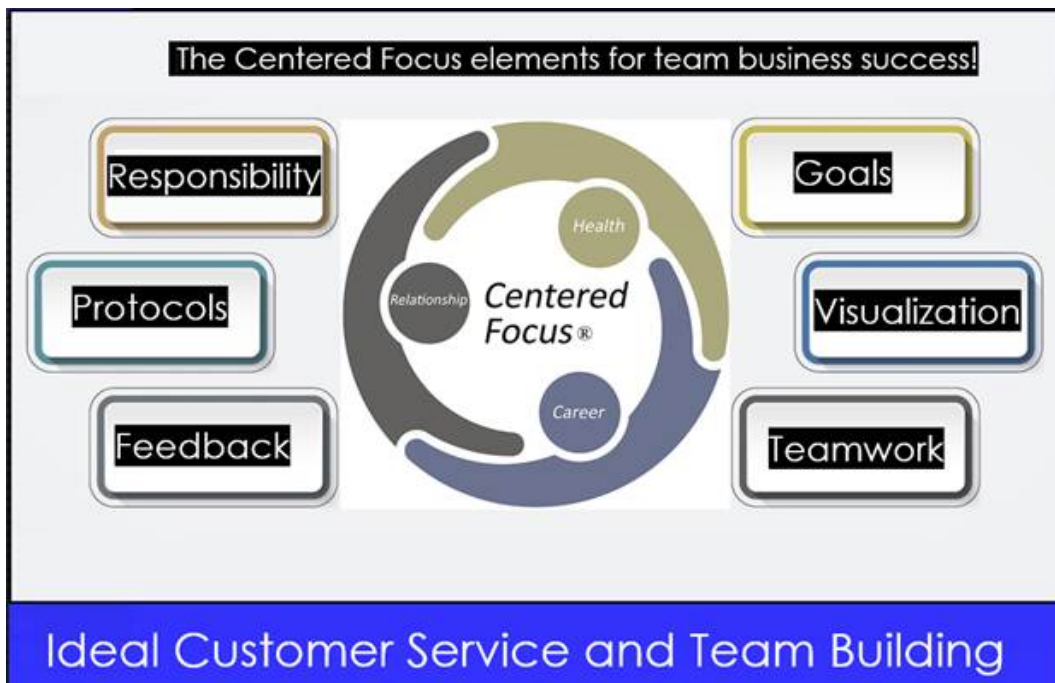 The Centered Focus elements for team business success!
Responsibility
Goals
Health
Protocols
Relationship
Centered
Focus ®
Visualization
Career
Feedback
Teamwork
Ideal Customer Service and Team Building